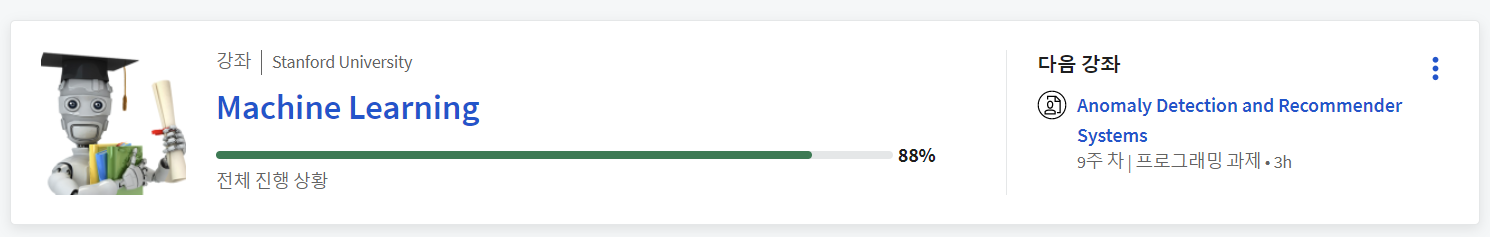 강좌 | Stanford University
Machine Learning
88%
전체 진행 상황
다음 강좌
Anomaly Detection and Recommender
Systems
9주 차 | 프로그래밍 과제 • 3h